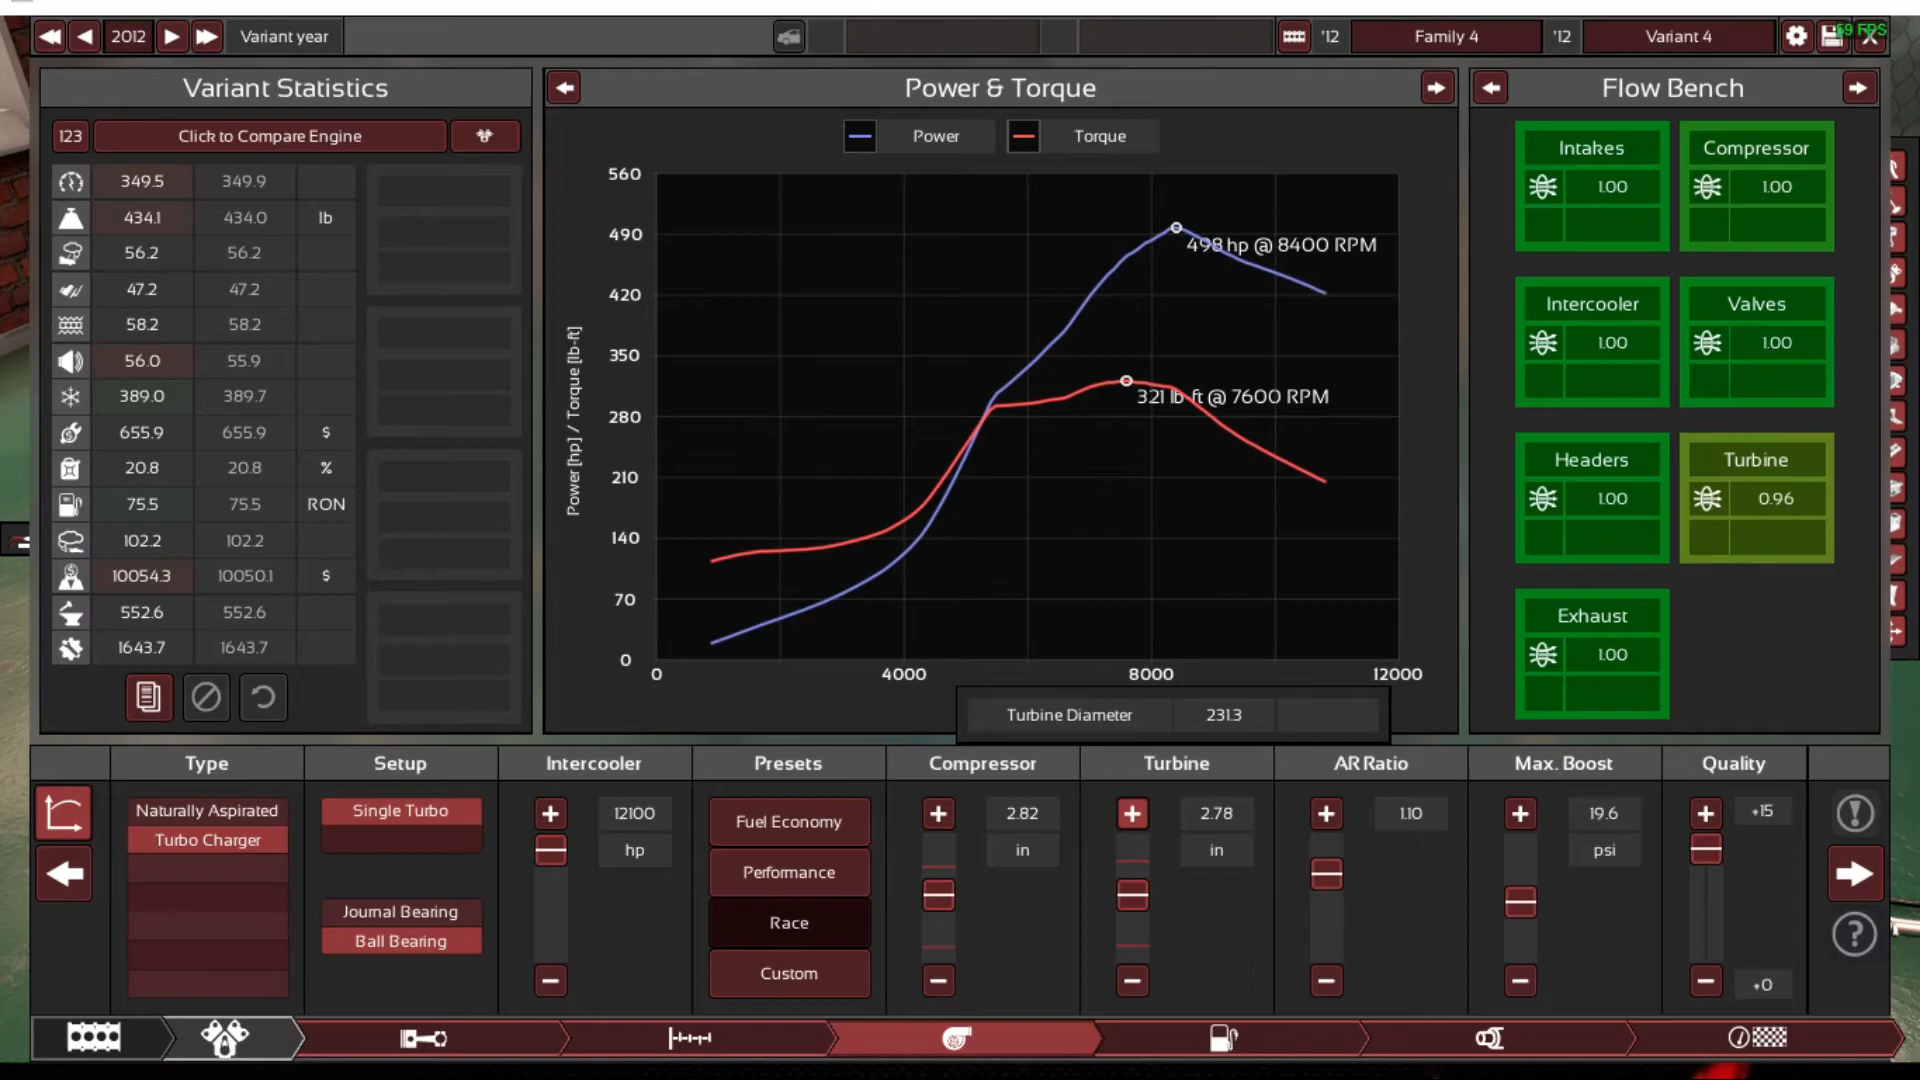 2012
Variant year
'12
Family 4
'12
Variant 4
59 FPS
Variant Statistics
123
Click to Compare Engine
349.5 349.9
434.1 434.0 lb
56.2 56.2
47.2 47.2
58.2 58.2
56.0 55.9
389.0 389.7
655.9 655.9 $
20.8 20.8 %
75.5 75.5 RON
102.2 102.2
10054.3 10050.1 $
552.6 552.6
1643.7 1643.7
Power & Torque
Power Torque
Power [hp] / Torque [lb-ft]
560
490
420
350
280
210
140
70
0
0 4000 8000 12000
498 hp @ 8400 RPM
321 lb ft @ 7600 RPM
Turbine Diameter 231.3
Flow Bench
Intakes
1.00
Compressor
1.00
Intercooler
1.00
Valves
1.00
Headers
1.00
Turbine
0.96
Exhaust
1.00
Type
Naturally Aspirated
Turbo Charger
Setup
Single Turbo
Journal Bearing
Ball Bearing
Intercooler
12100
hp
Presets
Fuel Economy
Performance
Race
Custom
Compressor
2.82
in
Turbine
2.78
in
AR Ratio
1.10
Max. Boost
19.6
psi
Quality
+15
+0
?